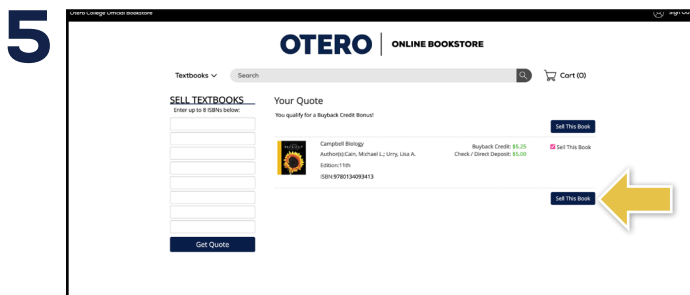 5
Otero College Official Bookstore
Sign Ou
OTERO | ONLINE BOOKSTORE
Textbooks
Search
Cart (0)
SELL TEXTBOOKS
Enter up to 8 ISBNs below:
Get Quote
Your Quote
You qualify for a Buyback Credit Bonus!
Sell This Book
Campbell Biology
Author(s):Cain, Michael L.; Urry, Lisa A.
Edition:11th
ISBN:9780134093413
Buyback Credit: $5.25
Check / Direct Deposit: $5.00
Sell This Book
Sell This Book